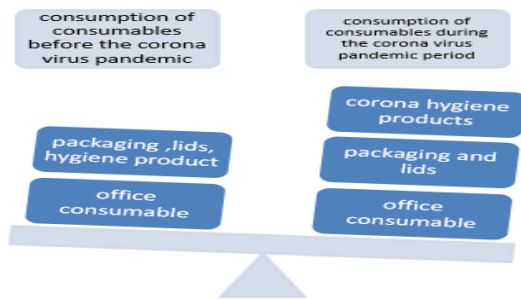 consumption of
consumables
before the corona
virus pandemic
consumption of
consumables during
the corona virus
pandemic period
packaging ,lids,
hygiene product
office
consumable
corona hygiene
products
packaging and
lids
office
consumable